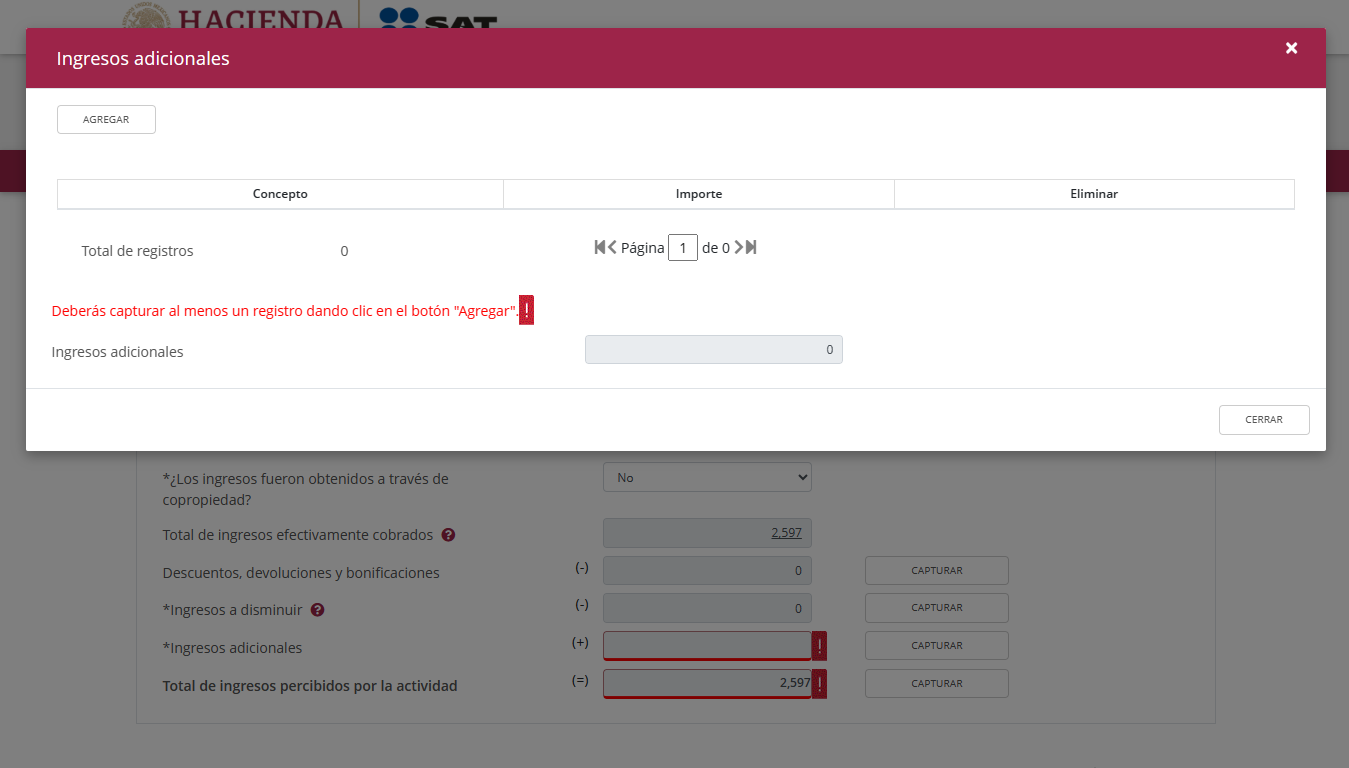 HACIENDA SAT
Ingresos adicionales ×
AGREGAR
Concepto Importe Eliminar
Total de registros 0 Página 1 de 0
Deberás capturar al menos un registro dando clic en el botón "Agregar". !
Ingresos adicionales 0
CERRAR
*¿Los ingresos fueron obtenidos a través de
copropiedad? No
Total de ingresos efectivamente cobrados ? 2,597
Descuentos, devoluciones y bonificaciones (-) 0 CAPTURAR
*Ingresos a disminuir ? (-) 0 CAPTURAR
*Ingresos adicionales (+) ! CAPTURAR
Total de ingresos percibidos por la actividad (=) 2,597 ! CAPTURAR